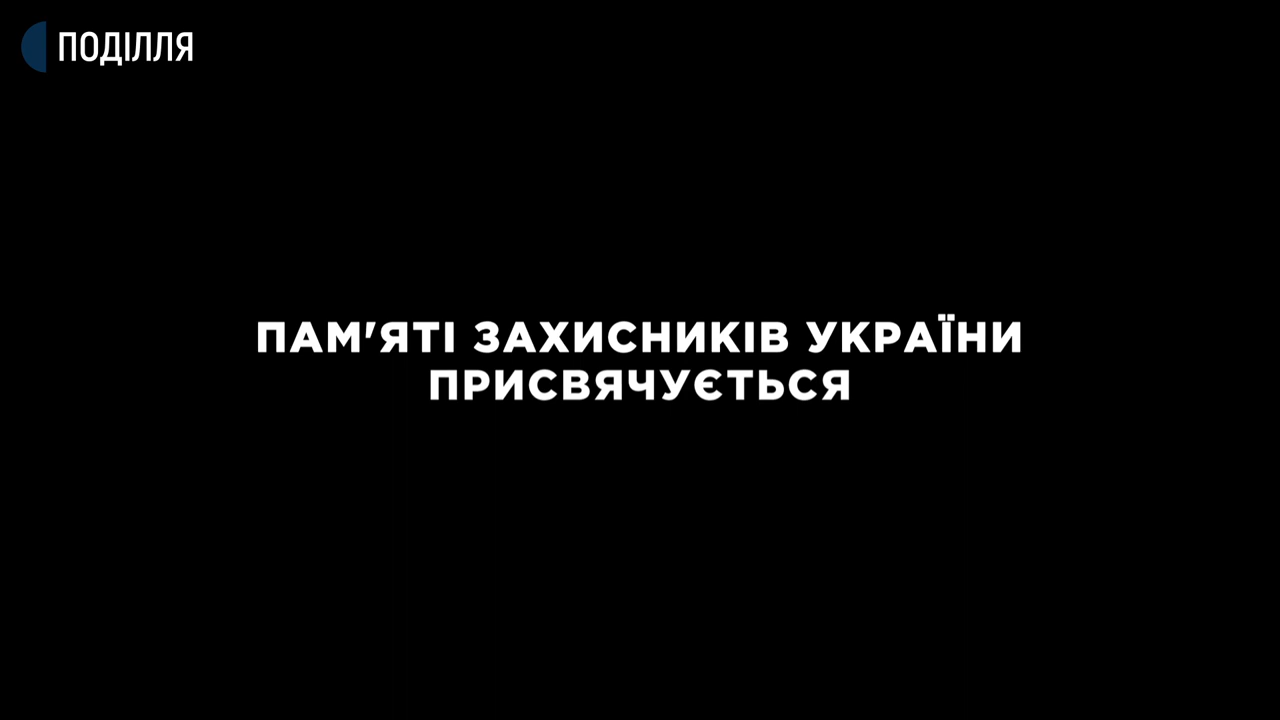 ПОДІЛЛЯ
ПАМ'ЯТІ ЗАХИСНИКІВ УКРАЇНИ
ПРИСВЯЧУЄТЬСЯ